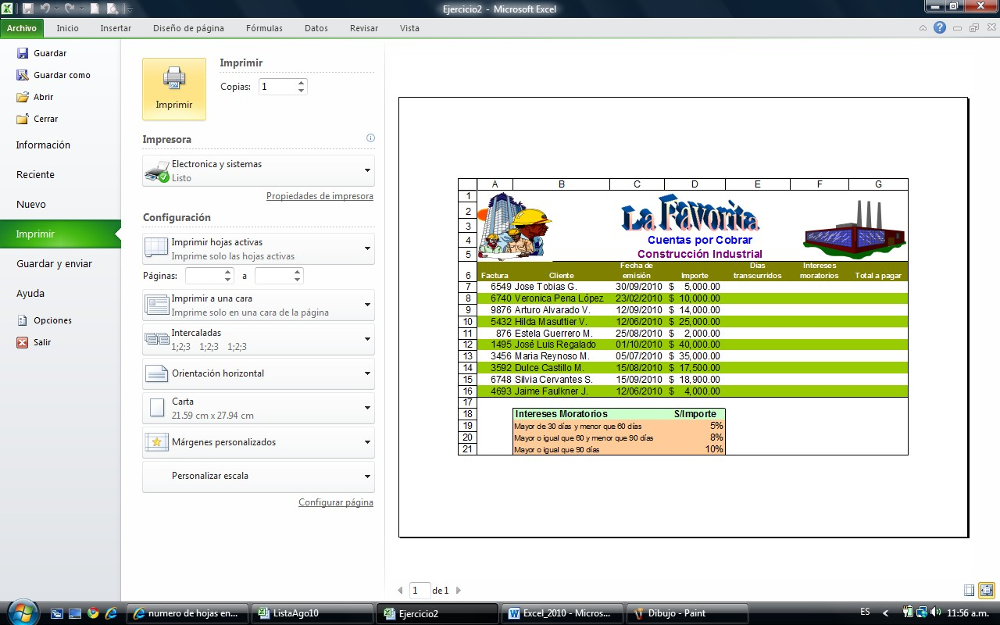 Ejercicio2 - Microsoft Excel
Archivo Inicio Insertar Diseño de página Fórmulas Datos Revisar Vista
Guardar
Guardar como
Abrir
Cerrar
Información
Reciente
Nuevo
Imprimir
Guardar y enviar
Ayuda
Opciones
Salir
Imprimir
Imprimir
Copias: 1
Impresora
Electronica y sistemas
Listo
Propiedades de impresora
Configuración
Imprimir hojas activas
Imprime solo las hojas activas
Páginas: a
Imprimir a una cara
Imprime solo en una cara de la página
Intercaladas
1;2;3 1;2;3 1;2;3
Orientación horizontal
Carta
21.59 cm x 27.94 cm
Márgenes personalizados
Personalizar escala
Configurar página
A B C D E F G
1
2 La Favorita
3
4 Cuentas por Cobrar
5 Construcción Industrial
6 Factura Cliente Fecha de emisión Importe Dias transcurridos Intereses moratorios Total a pagar
7 6549 Jose Tobias G. 30/09/2010 $ 5,000.00
8 6740 Veronica Pena López 23/02/2010 $ 10,000.00
9 9876 Arturo Alvarado V. 12/09/2010 $ 14,000.00
10 5432 Hilda Masuttier V. 12/06/2010 $ 25,000.00
11 876 Estela Guerrero M. 25/08/2010 $ 2,000.00
12 1495 José Luis Regalado 01/10/2010 $ 40,000.00
13 3456 Maria Reynoso M. 05/07/2010 $ 35,000.00
14 3592 Dulce Castillo M. 15/08/2010 $ 17,500.00
15 6748 Silvia Cervantes S. 15/09/2010 $ 18,900.00
16 4693 Jaime Faulkner J. 12/06/2010 $ 4,000.00
17
18 Intereses Moratorios S/Importe
19 Mayor de 30 días y menor que 60 días 5%
20 Mayor o igual que 60 y menor que 90 días 8%
21 Mayor o igual que 90 días 10%
1 de 1
numero de hojas en... ListaAgo10 Ejercicio2 Excel_2010 - Micros... Dibujo - Paint ES 11:56 a.m.